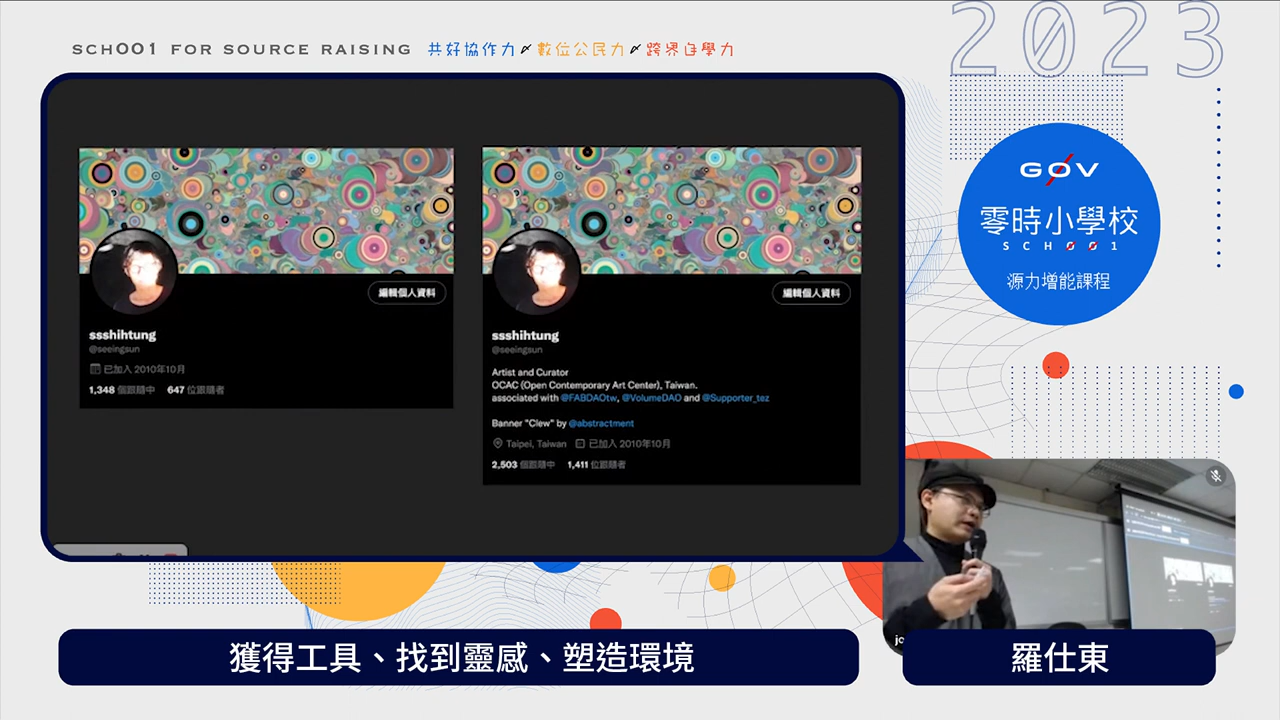 SCH001 FOR SOURCE RAISING 共好協作力 〆 數位公民力 〆 跨界自學力
2023
G0V
零時小學校
SCH001
源力增能課程
編輯個人資料
ssshihtung
@seeingsun
已加入 2010年10月
1,348 個跟隨中 647 位跟隨者
編輯個人資料
ssshihtung
@seeingsun
Artist and Curator
OCAC (Open Contemporary Art Center), Taiwan.
associated with @FABDAOtw, @VolumeDAO and @Supporter_tez
Banner "Clew" by @abstractment
Taipei, Taiwan 已加入 2010年10月
2,503 個跟隨中 1,411 位跟隨者
獲得工具、找到靈感、塑造環境
羅仕東